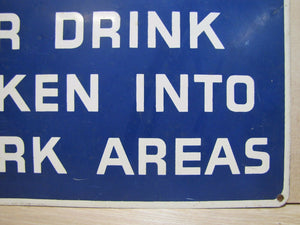 R DRINK
KEN INTO
RK AREAS